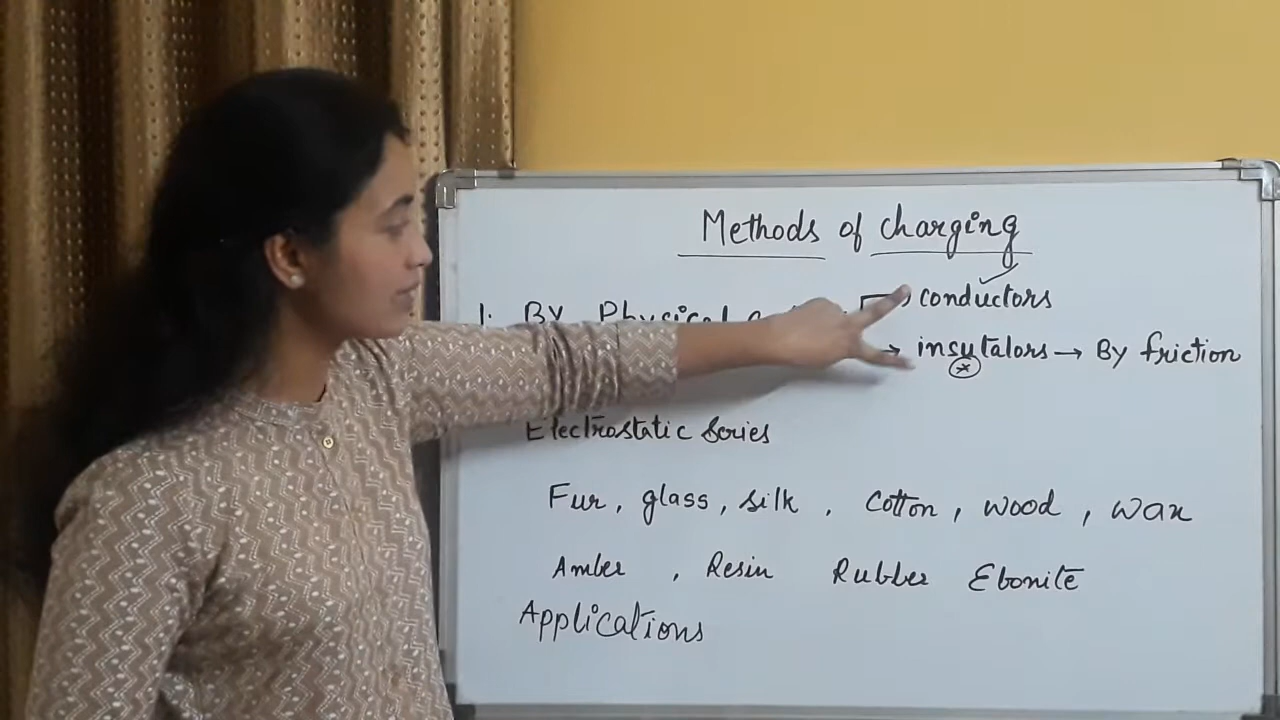 Methods of charging
1. By Physical
conductors
insulators → By friction
Electrostatic Series
Fur, glass, silk, Cotton, wood, wax
Amber, Resin Rubber Ebonite
Applications